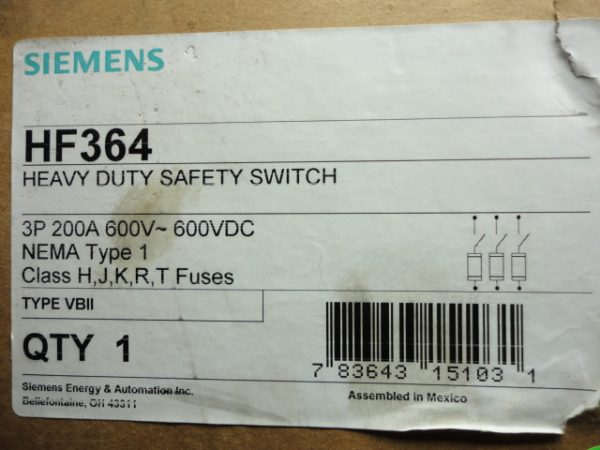 SIEMENS
HF364
HEAVY DUTY SAFETY SWITCH
3P 200A 600V~ 600VDC
NEMA Type 1
Class H,J,K,R,T Fuses
TYPE VBII
QTY 1
7 83643 15103 1
Siemens Energy & Automation Inc.
Bellefontaine, OH 43311
Assembled in Mexico